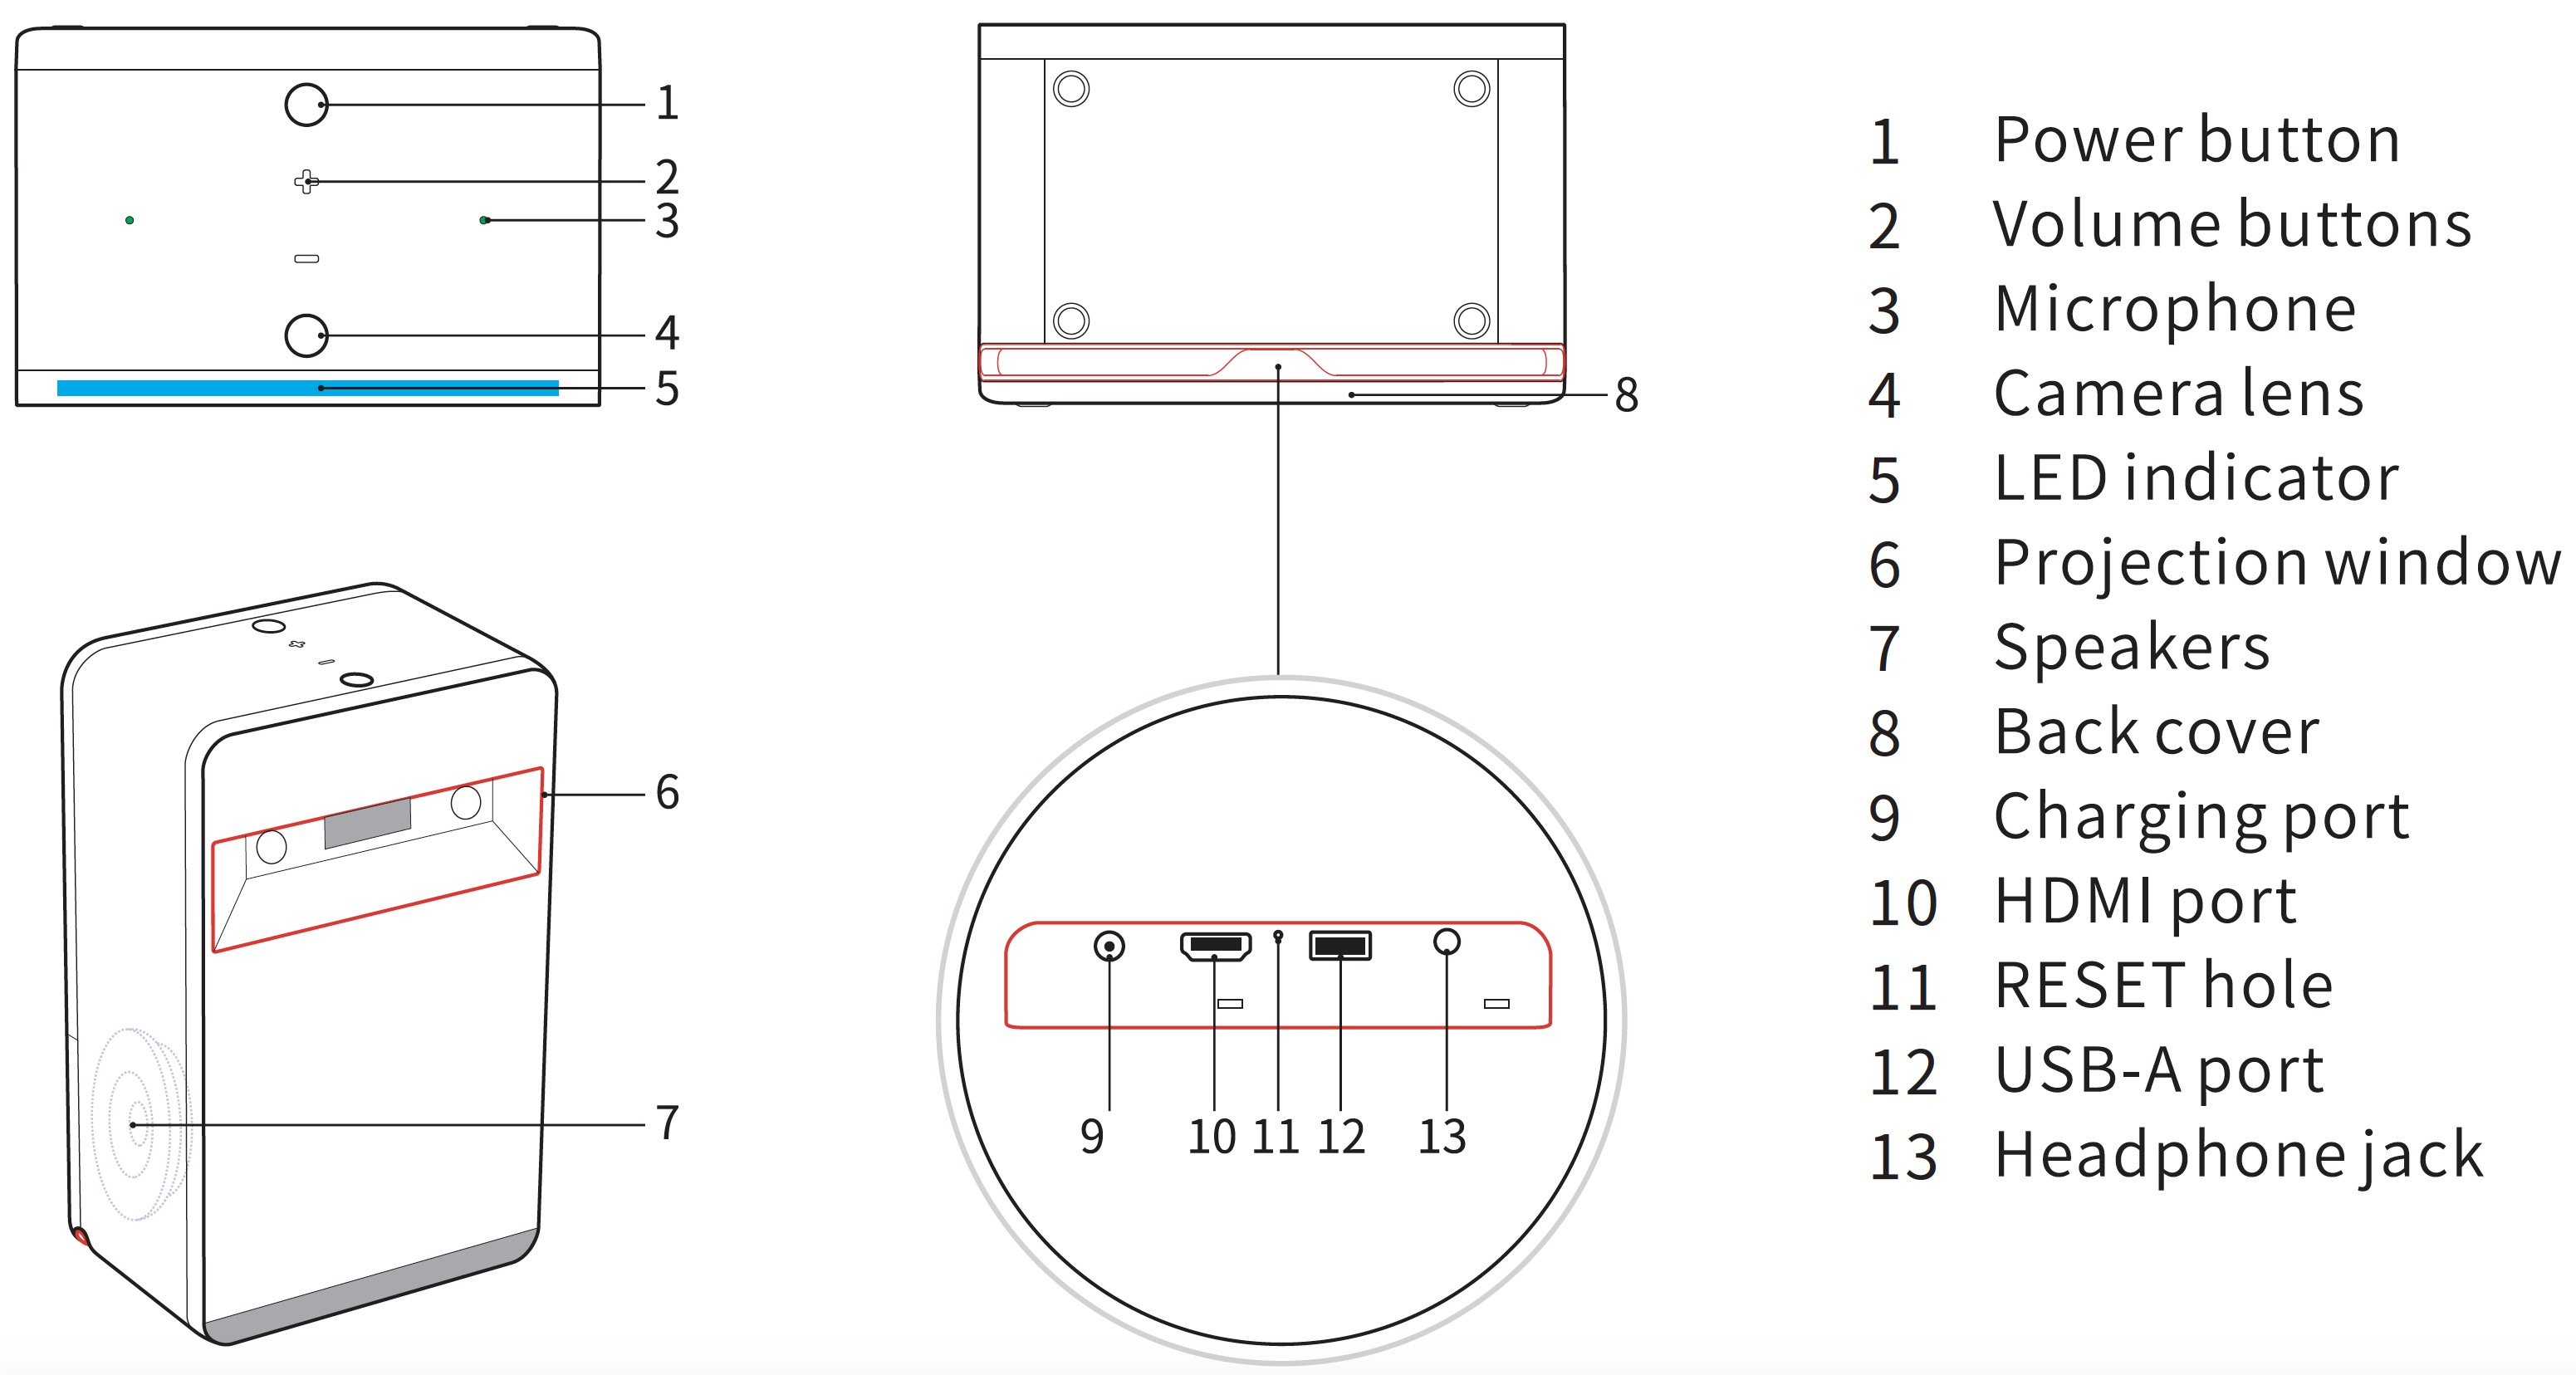 1
2
3
4
5
6
7
8
9 10 11 12 13
1 Power button
2 Volume buttons
3 Microphone
4 Camera lens
5 LED indicator
6 Projection window
7 Speakers
8 Back cover
9 Charging port
10 HDMI port
11 RESET hole
12 USB-A port
13 Headphone jack